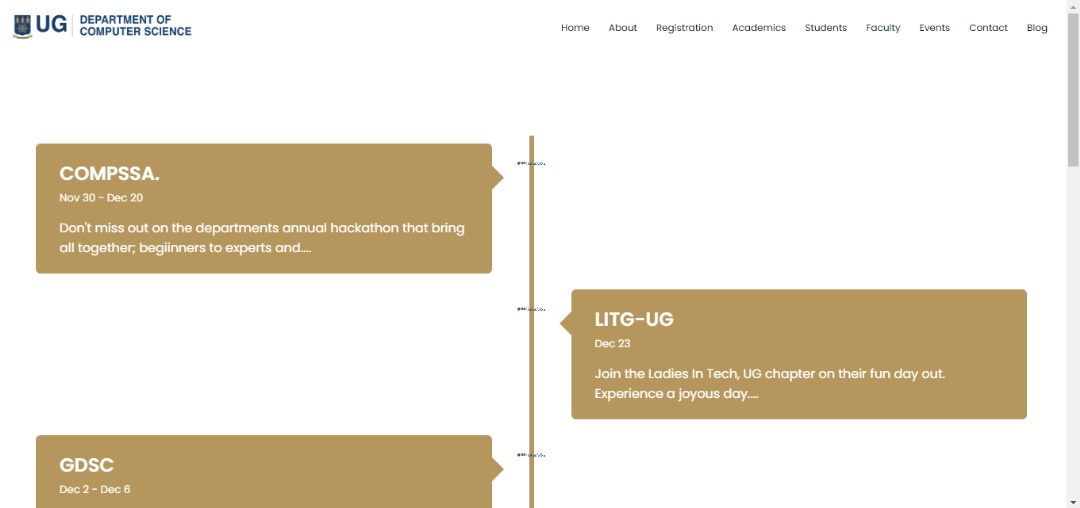 UG
DEPARTMENT OF
COMPUTER SCIENCE
Home About Registration Academics Students Faculty Events Contact Blog
COMPSSA.
Nov 30 - Dec 20
Don't miss out on the departments annual hackathon that bring
all together; begiinners to experts and....
LITG-UG
Dec 23
Join the Ladies In Tech, UG chapter on their fun day out.
Experience a joyous day....
GDSC
Dec 2 - Dec 6